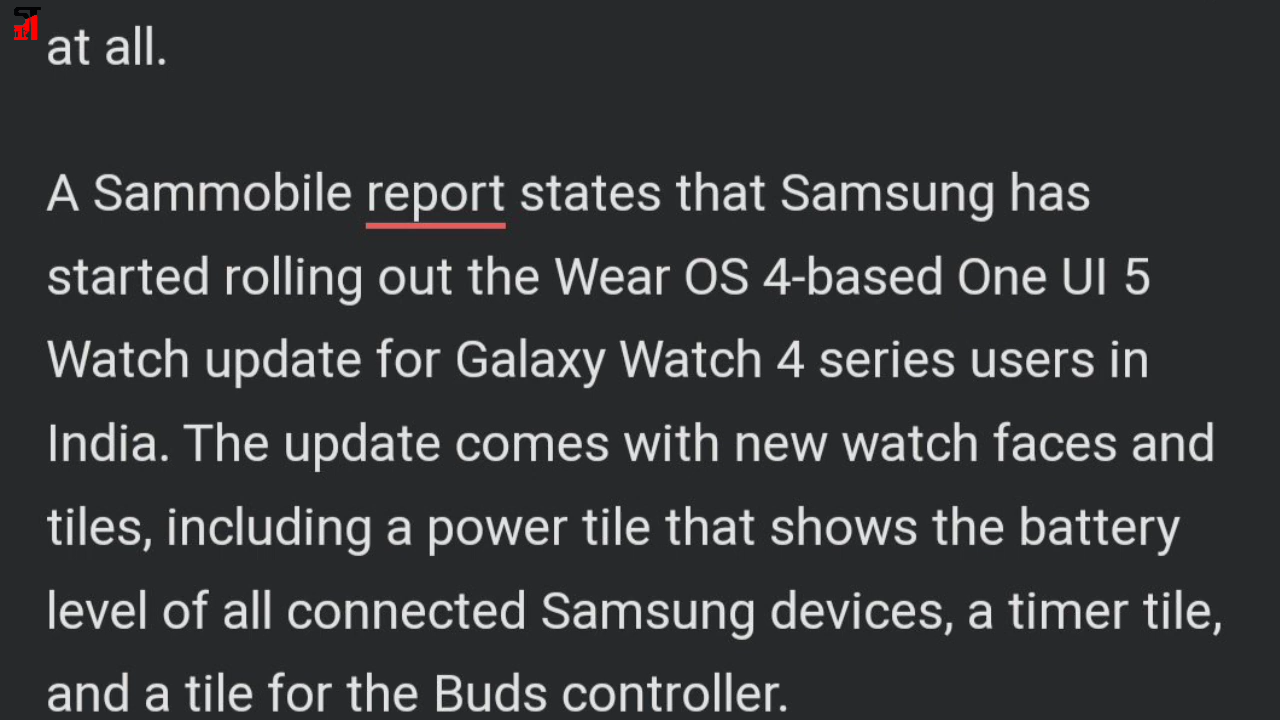 ST
at all.
A Sammobile report states that Samsung has
started rolling out the Wear OS 4-based One UI 5
Watch update for Galaxy Watch 4 series users in
India. The update comes with new watch faces and
tiles, including a power tile that shows the battery
level of all connected Samsung devices, a timer tile,
and a tile for the Buds controller.